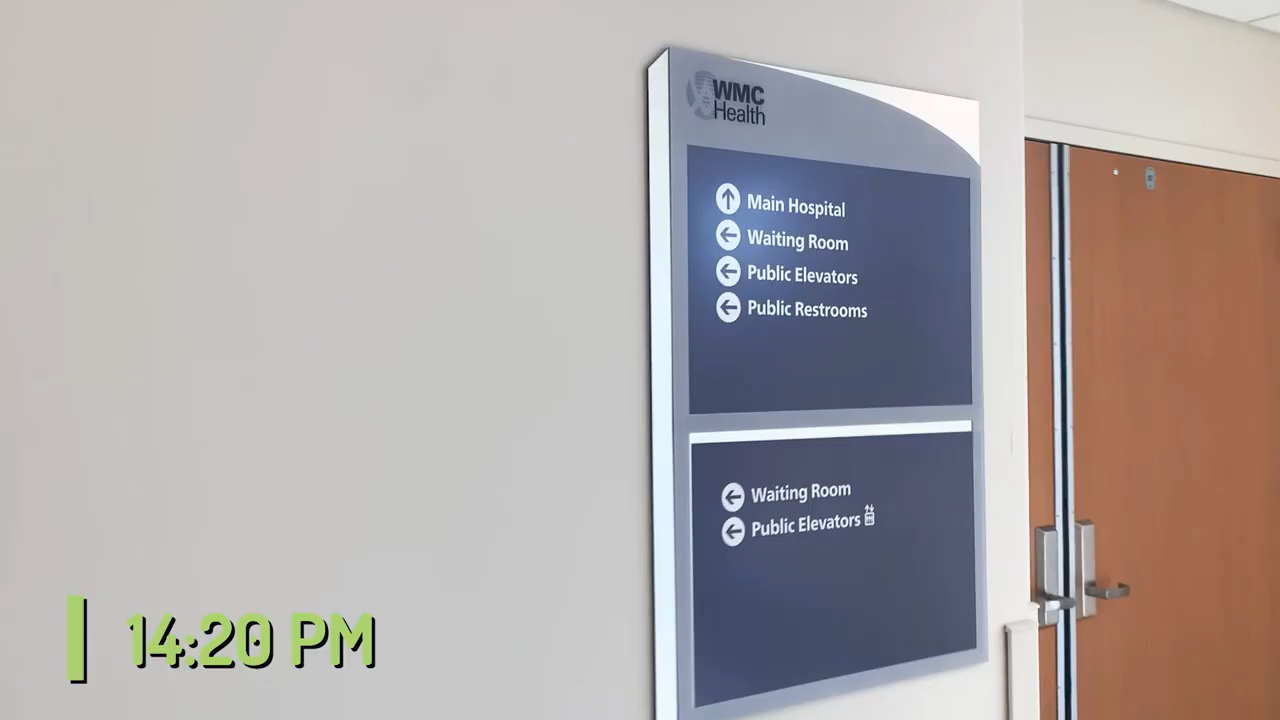 WMC
Health
Main Hospital
Waiting Room
Public Elevators
Public Restrooms
Waiting Room
Public Elevators
14:20 PM